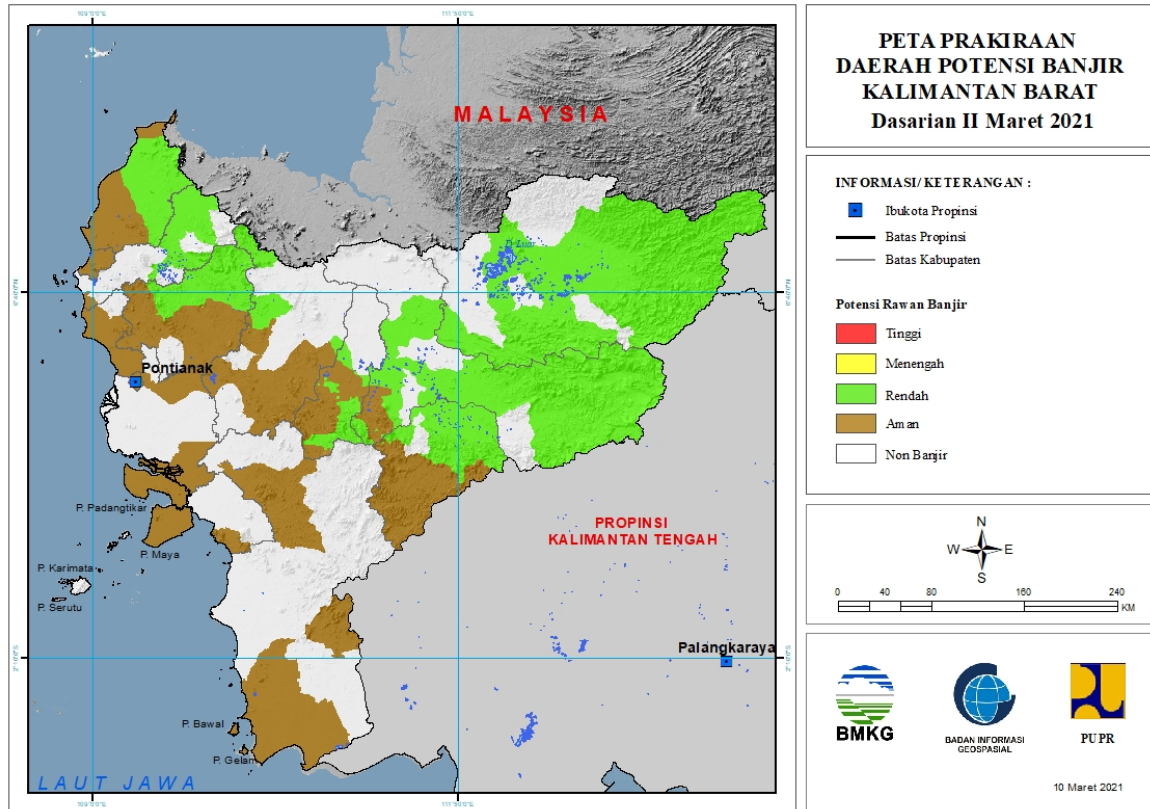 PETA PRAKIRAAN
DAERAH POTENSI BANJIR
KALIMANTAN BARAT
Dasarian II Maret 2021
INFORMASI/ KETERANGAN :
Ibukota Propinsi
Batas Propinsi
Batas Kabupaten
Potensi Rawan Banjir
Tinggi
Menengah
Rendah
Aman
Non Banjir
N
W E
S
0 40 80 160 240
KM
BMKG
BADAN INFORMASI
GEOSPASIAL
PU PR
10 Maret 2021
MALAYSIA
Pontianak
P. Padangtikar
P. Maya
P. Karimata
P. Serutu
PROPINSI
KALIMANTAN TENGAH
Palangkaraya
P. Bawal
P. Gelam
LAUT JAWA